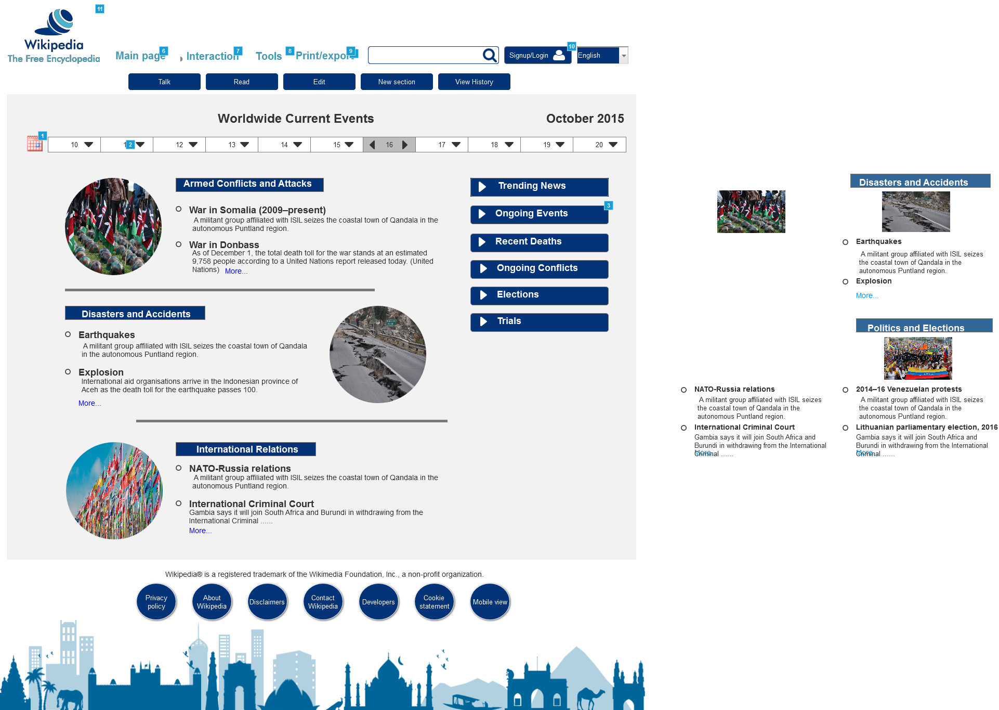 11
Wikipedia
The Free Encyclopedia
Main page 6
Interaction 7
Tools 8
Print/export 9
Signup/Login 10
English
Talk
Read
Edit
New section
View History
Worldwide Current Events
October 2015
1
10
1 2
12
13
14
15
16
17
18
19
20
Armed Conflicts and Attacks
War in Somalia (2009–present)
A militant group affiliated with ISIL seizes the coastal town of Qandala in the
autonomous Puntland region.
War in Donbass
As of December 1, the total death toll for the war stands at an estimated
9,758 people according to a United Nations report released today. (United
Nations) More...
Trending News
3
Ongoing Events
Recent Deaths
Ongoing Conflicts
Elections
Trials
Disasters and Accidents
Earthquakes
A militant group affiliated with ISIL seizes the coastal town of Qandala
in the autonomous Puntland region.
Explosion
International aid organisations arrive in the Indonesian province of
Aceh as the death toll for the earthquake passes 100.
More...
International Relations
NATO-Russia relations
A militant group affiliated with ISIL seizes the coastal town of Qandala in the
autonomous Puntland region.
International Criminal Court
Gambia says it will join South Africa and Burundi in withdrawing from the
International Criminal ......
More...
Disasters and Accidents
Earthquakes
A militant group affiliated with ISIL seizes
the coastal town of Qandala in the
autonomous Puntland region.
Explosion
More...
Politics and Elections
NATO-Russia relations
A militant group affiliated with ISIL seizes
the coastal town of Qandala in the
autonomous Puntland region.
International Criminal Court
Gambia says it will join South Africa and
Burundi in withdrawing from the International
Criminal ......
More...
2014–16 Venezuelan protests
A militant group affiliated with ISIL seizes
the coastal town of Qandala in the
autonomous Puntland region.
Lithuanian parliamentary election, 2016
Gambia says it will join South Africa and
Burundi in withdrawing from the International
Criminal ......
More...
Wikipedia® is a registered trademark of the Wikimedia Foundation, Inc., a non-profit organization.
Privacy
policy
About
Wikipedia
Disclaimers
Contact
Wikipedia
Developers
Cookie
statement
Mobile view